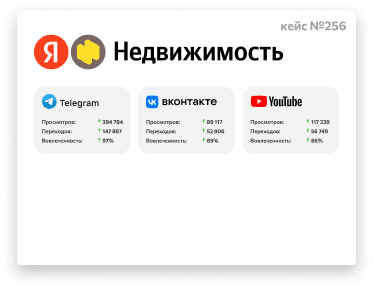 кейс №256
Я Недвижимость
Telegram
Просмотров: ↑ 394 784
Переходов: ↑ 147 887
Вовлеченность: ↑ 97%
вконтакте
Просмотров: ↑ 89 117
Переходов: ↑ 52 906
Вовлеченность: ↑ 89%
YouTube
Просмотров: ↑ 117 239
Переходов: ↑ 56 749
Вовлеченность: ↑ 86%